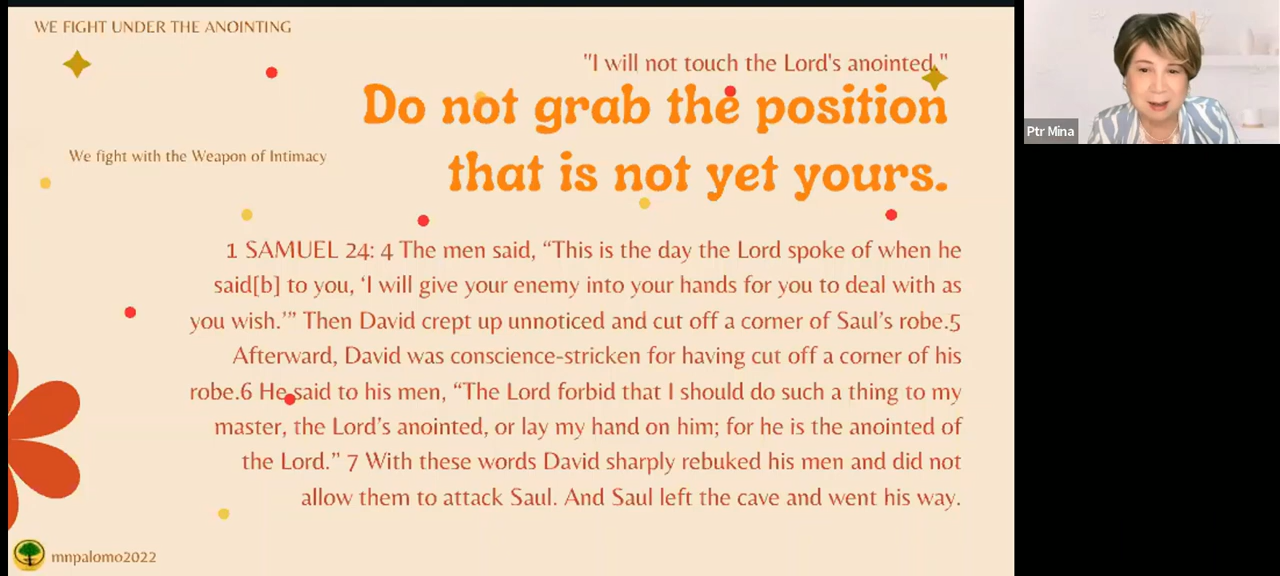 WE FIGHT UNDER THE ANOINTING
"I will not touch the Lord's anointed."
Do not grab the position
that is not yet yours.
We fight with the Weapon of Intimacy
1 SAMUEL 24: 4 The men said, “This is the day the Lord spoke of when he
said[b] to you, ‘I will give your enemy into your hands for you to deal with as
you wish.’” Then David crept up unnoticed and cut off a corner of Saul’s robe.5
Afterward, David was conscience-stricken for having cut off a corner of his
robe.6 He said to his men, “The Lord forbid that I should do such a thing to my
master, the Lord’s anointed, or lay my hand on him; for he is the anointed of
the Lord.” 7 With these words David sharply rebuked his men and did not
allow them to attack Saul. And Saul left the cave and went his way.
mnpalomo2022
Ptr Mina